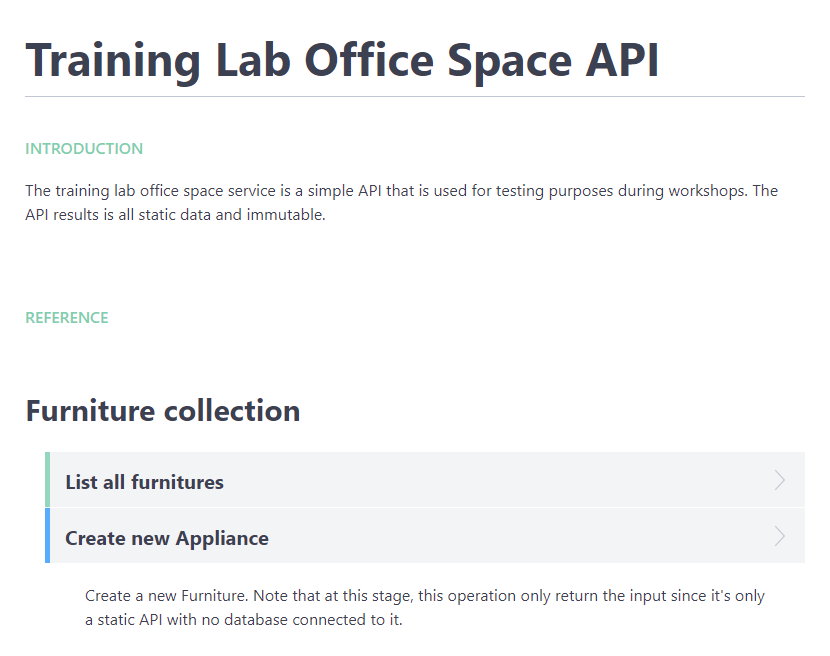 Training Lab Office Space API
INTRODUCTION
The training lab office space service is a simple API that is used for testing purposes during workshops. The
API results is all static data and immutable.
REFERENCE
Furniture collection
List all furnitures
Create new Appliance
Create a new Furniture. Note that at this stage, this operation only return the input since it's only
a static API with no database connected to it.